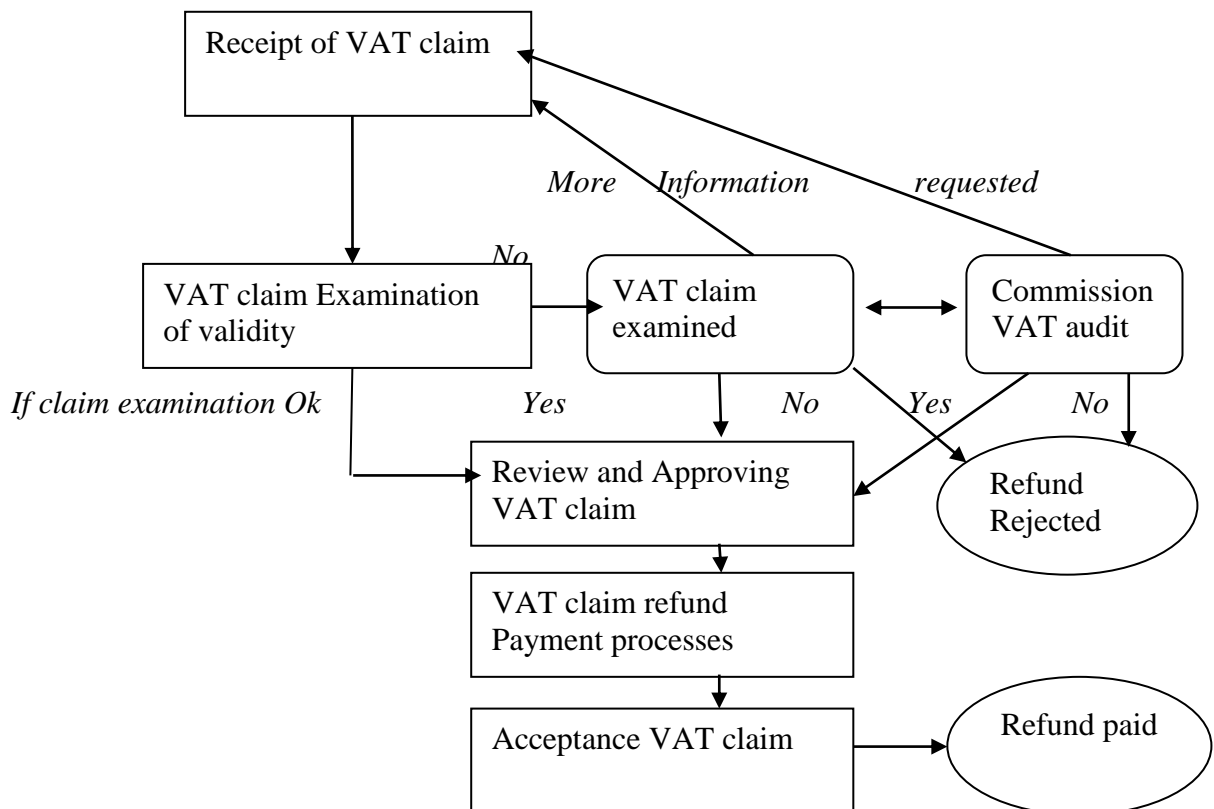 Receipt of VAT claim
More Information requested
No
VAT claim Examination
of validity
VAT claim
examined
Commission
VAT audit
If claim examination Ok
Yes
No
Yes
No
Review and Approving
VAT claim
Refund
Rejected
VAT claim refund
Payment processes
Acceptance VAT claim
Refund paid